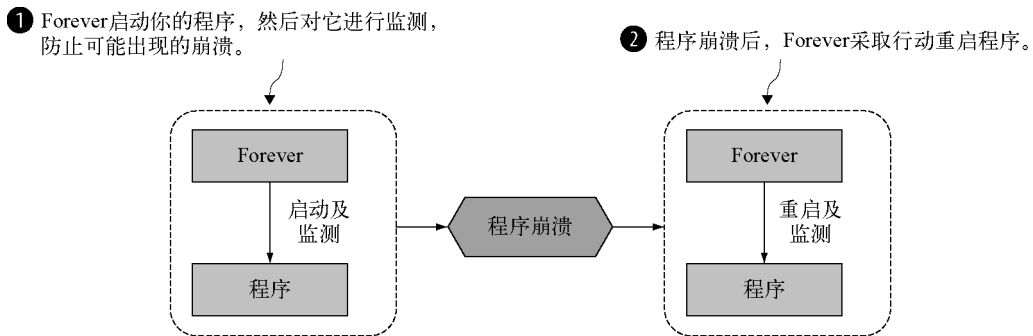 1 Forever启动你的程序，然后对它进行监测，
防止可能出现的崩溃。
2 程序崩溃后，Forever采取行动重启程序。
Forever
启动及
监测
程序
程序崩溃
Forever
重启及
监测
程序